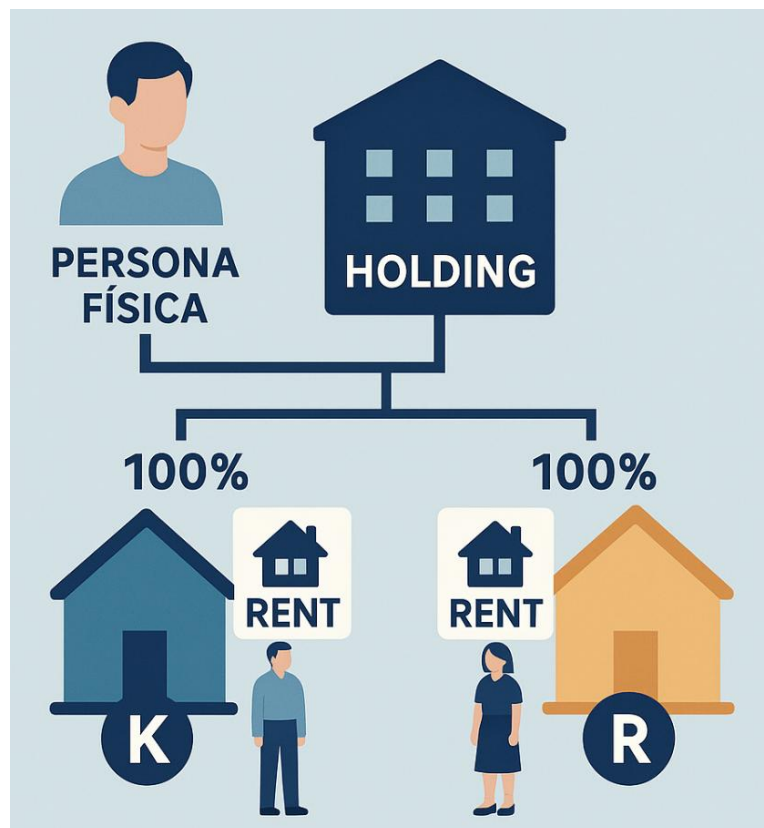 PERSONA
FÍSICA
HOLDING
100%
100%
RENT
RENT
K
R